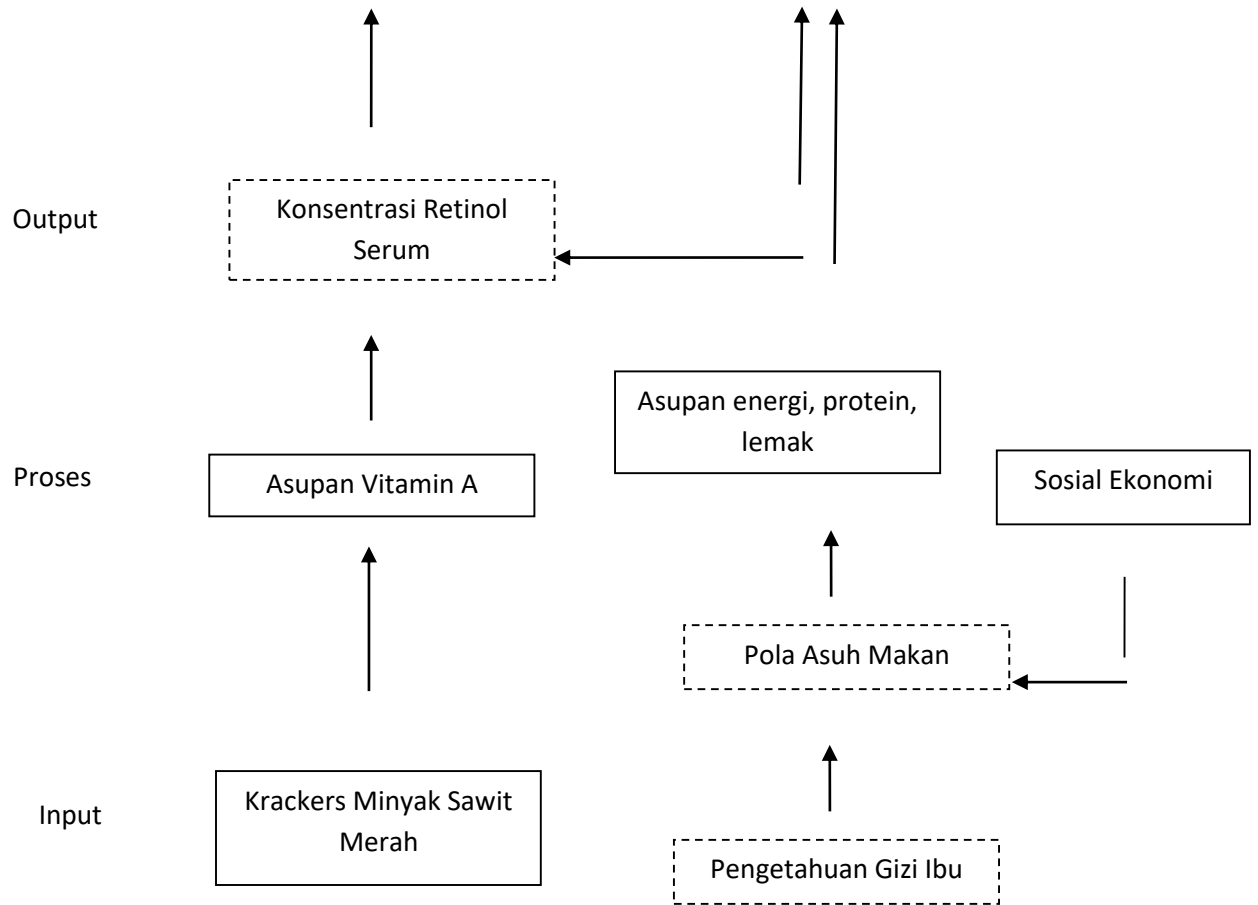 Output
Konsentrasi Retinol
Serum
Asupan energi, protein,
lemak
Proses
Asupan Vitamin A
Sosial Ekonomi
Pola Asuh Makan
Input
Krackers Minyak Sawit
Merah
Pengetahuan Gizi Ibu